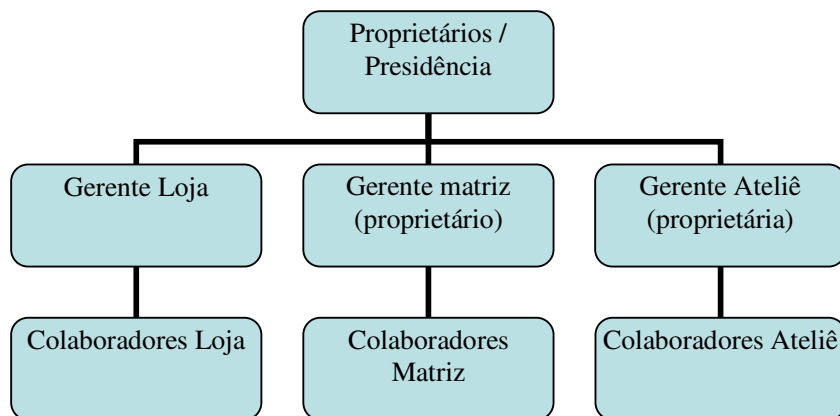 Proprietários /
Presidência
Gerente Loja
Gerente matriz
(proprietário)
Gerente Ateliê
(proprietária)
Colaboradores Loja
Colaboradores
Matriz
Colaboradores Ateliê